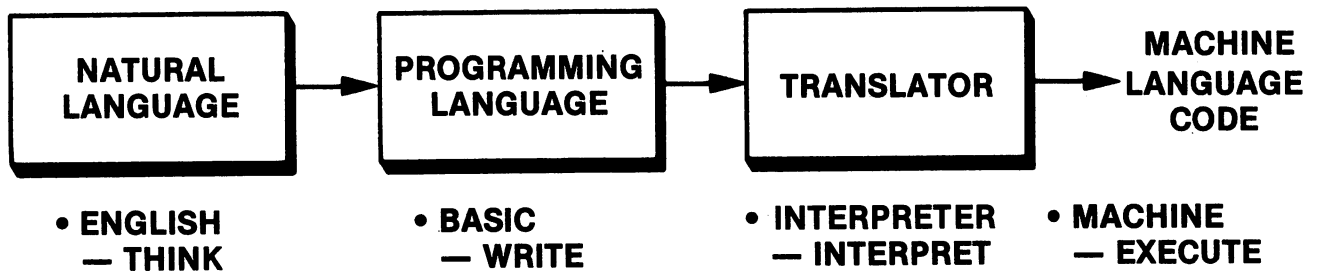 NATURAL
LANGUAGE
PROGRAMMING
LANGUAGE
TRANSLATOR
MACHINE
LANGUAGE
CODE
• ENGLISH
— THINK
• BASIC
— WRITE
• INTERPRETER
— INTERPRET
• MACHINE
— EXECUTE